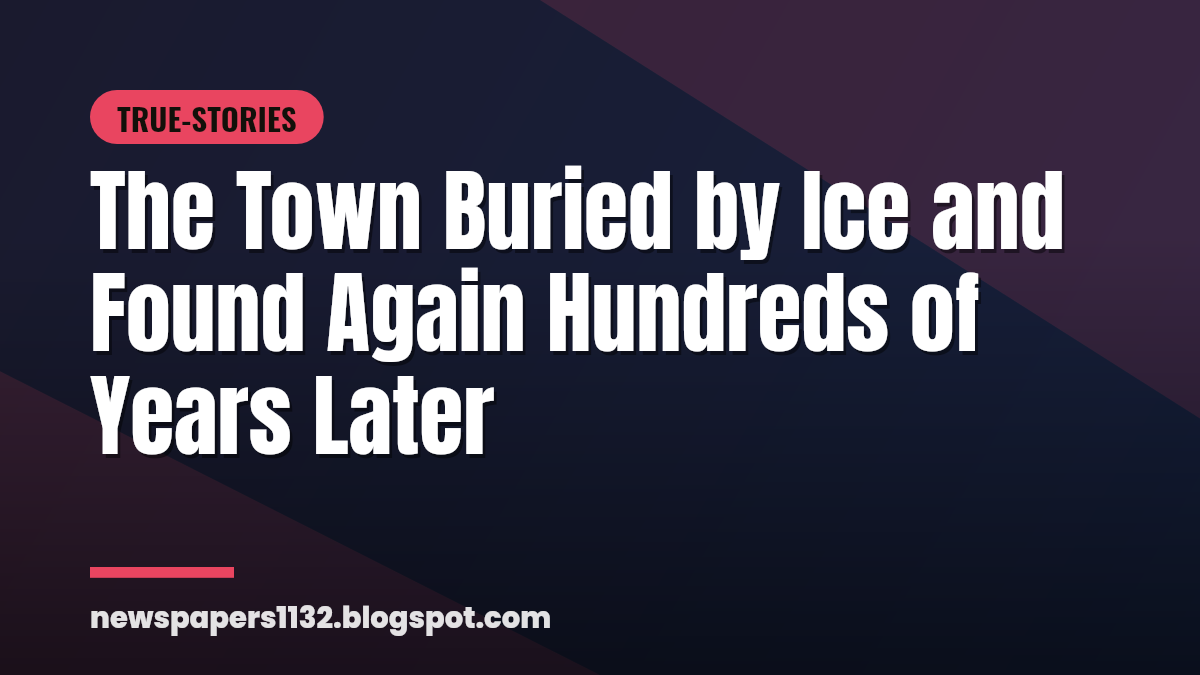 TRUE-STORIES
The Town Buried by Ice and
Found Again Hundreds of
Years Later
newspapers1132.blogspot.com